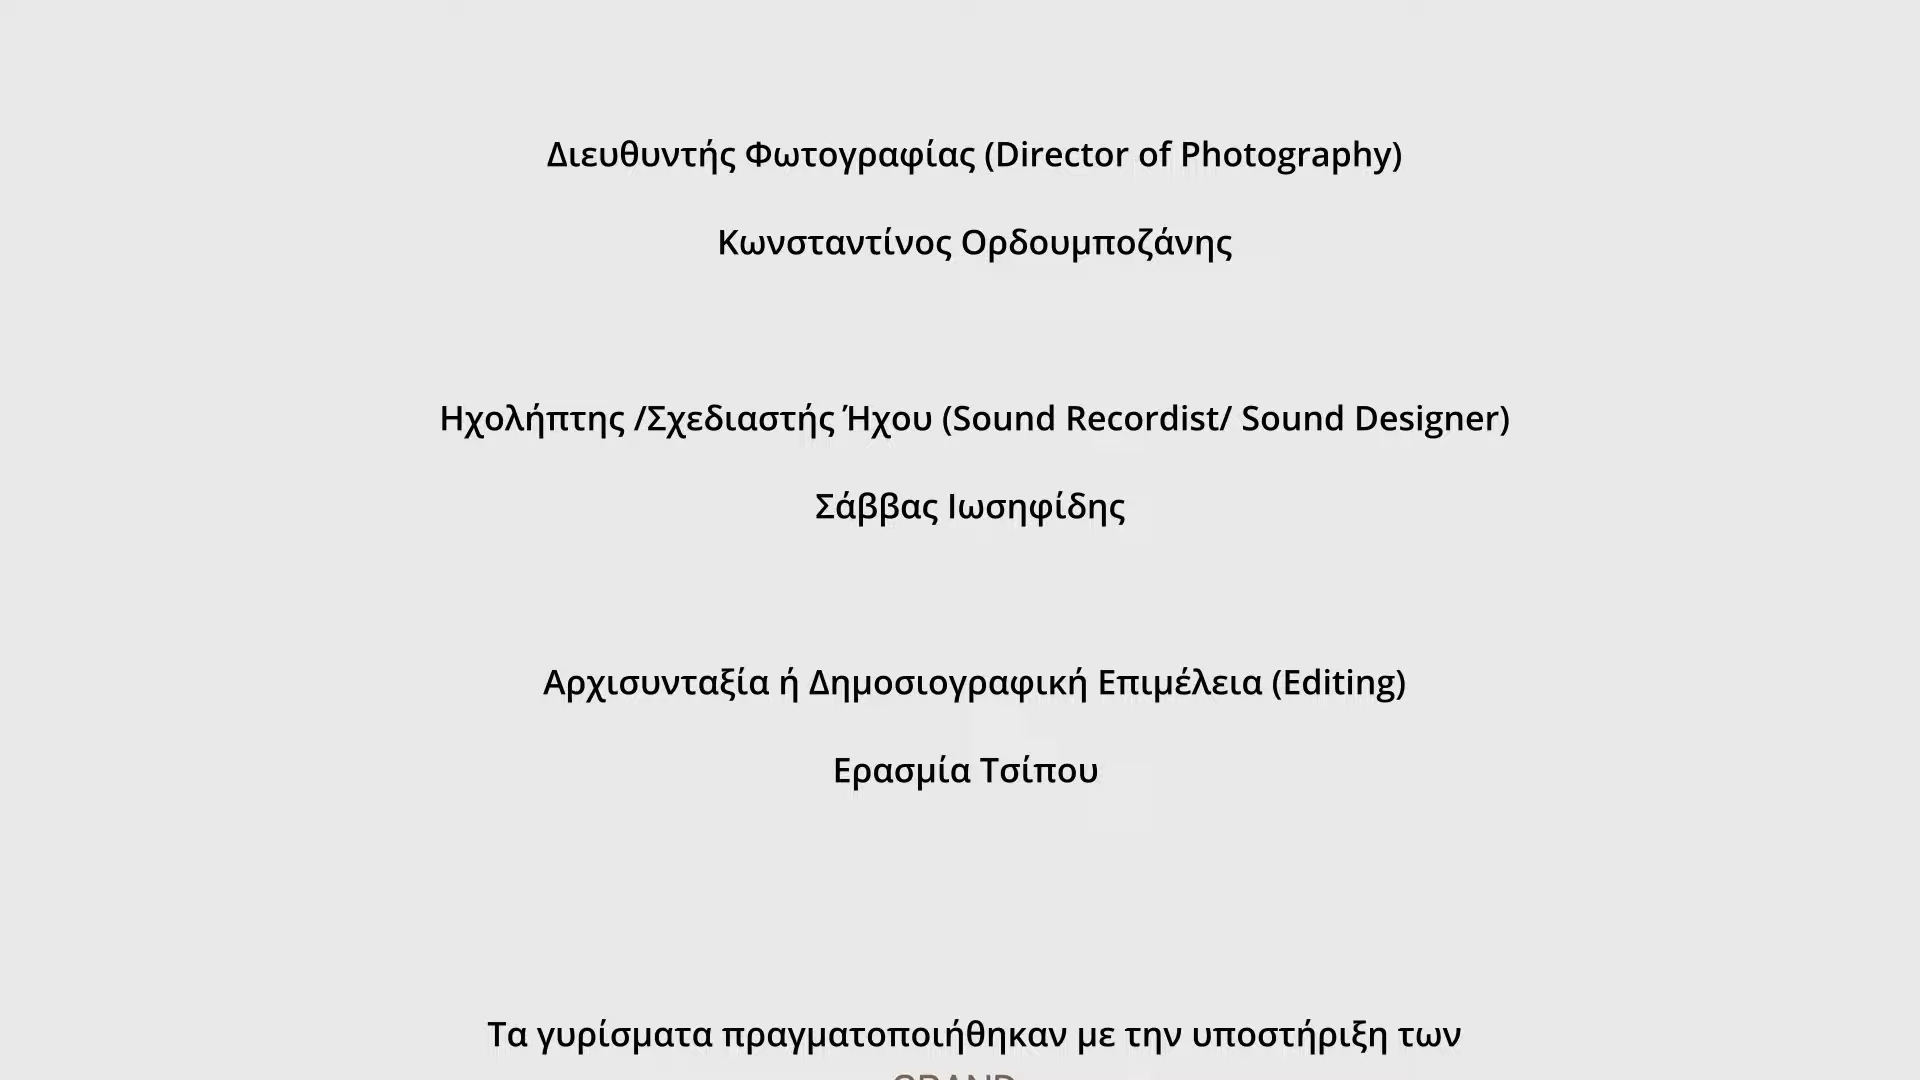 Διευθυντής Φωτογραφίας (Director of Photography)
Κωνσταντίνος Ορδουμποζάνης
Ηχολήπτης /Σχεδιαστής Ήχου (Sound Recordist/ Sound Designer)
Σάββας Ιωσηφίδης
Αρχισυνταξία ή Δημοσιογραφική Επιμέλεια (Editing)
Ερασμία Τσίπου
Τα γυρίσματα πραγματοποιήθηκαν με την υποστήριξη των